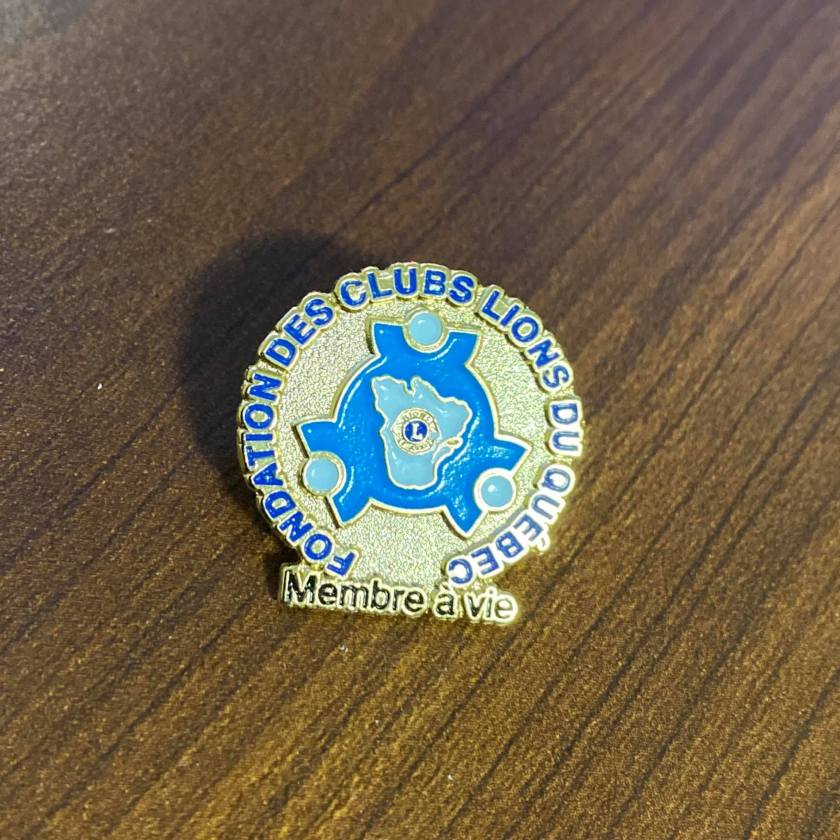 FONDATION DES CLUBS LIONS DU QUÉBEC
L
Membre à vie